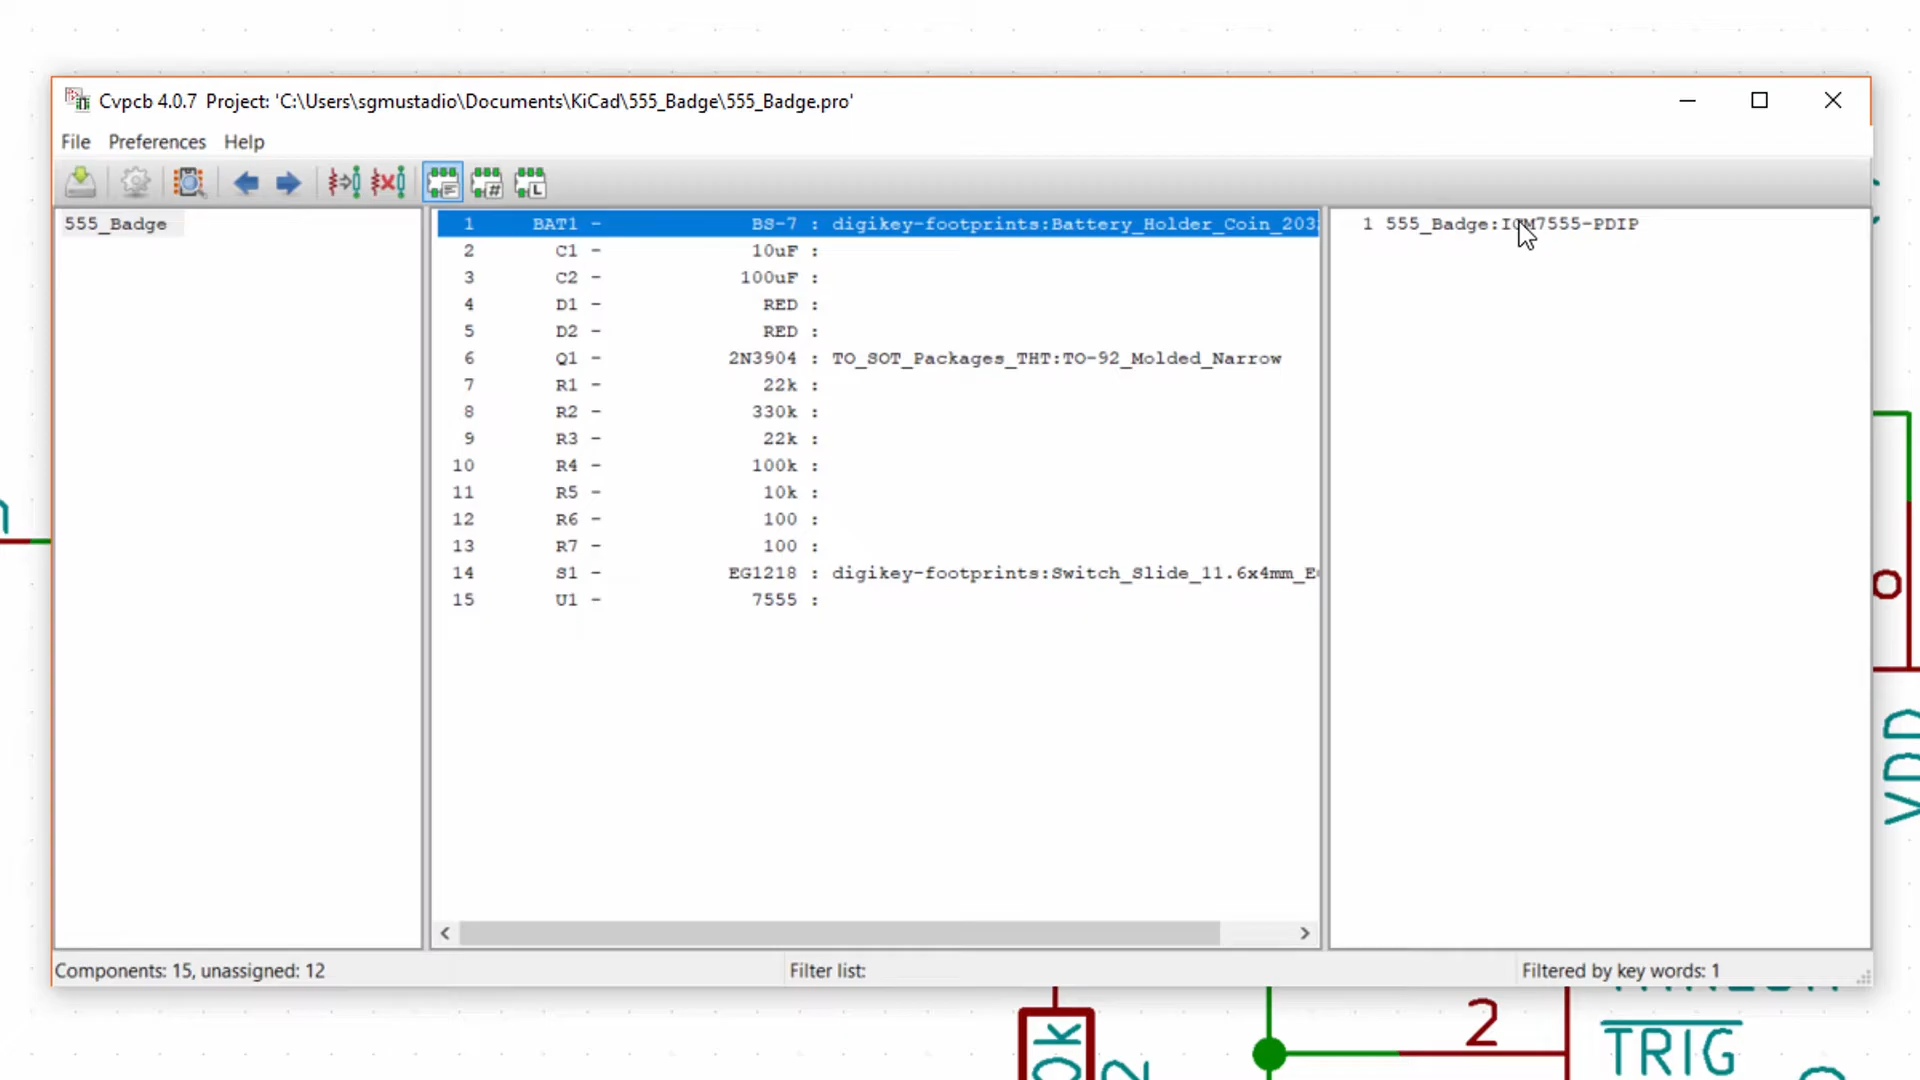 Cvpcb 4.0.7 Project: 'C:\Users\sgmustadio\Documents\KiCad\555_Badge\555_Badge.pro'
File Preferences Help
555_Badge
1 BAT1 - BS-7 : digikey-footprints:Battery_Holder_Coin_203
2 C1 - 10uF :
3 C2 - 100uF :
4 D1 - RED :
5 D2 - RED :
6 Q1 - 2N3904 : TO_SOT_Packages_THT:TO-92_Molded_Narrow
7 R1 - 22k :
8 R2 - 330k :
9 R3 - 22k :
10 R4 - 100k :
11 R5 - 10k :
12 R6 - 100 :
13 R7 - 100 :
14 S1 - EG1218 : digikey-footprints:Switch_Slide_11.6x4mm_E
15 U1 - 7555 :
1 555_Badge:ICM7555-PDIP
Components: 15, unassigned: 12
Filter list:
Filtered by key words: 1
VDD
2
TRIG